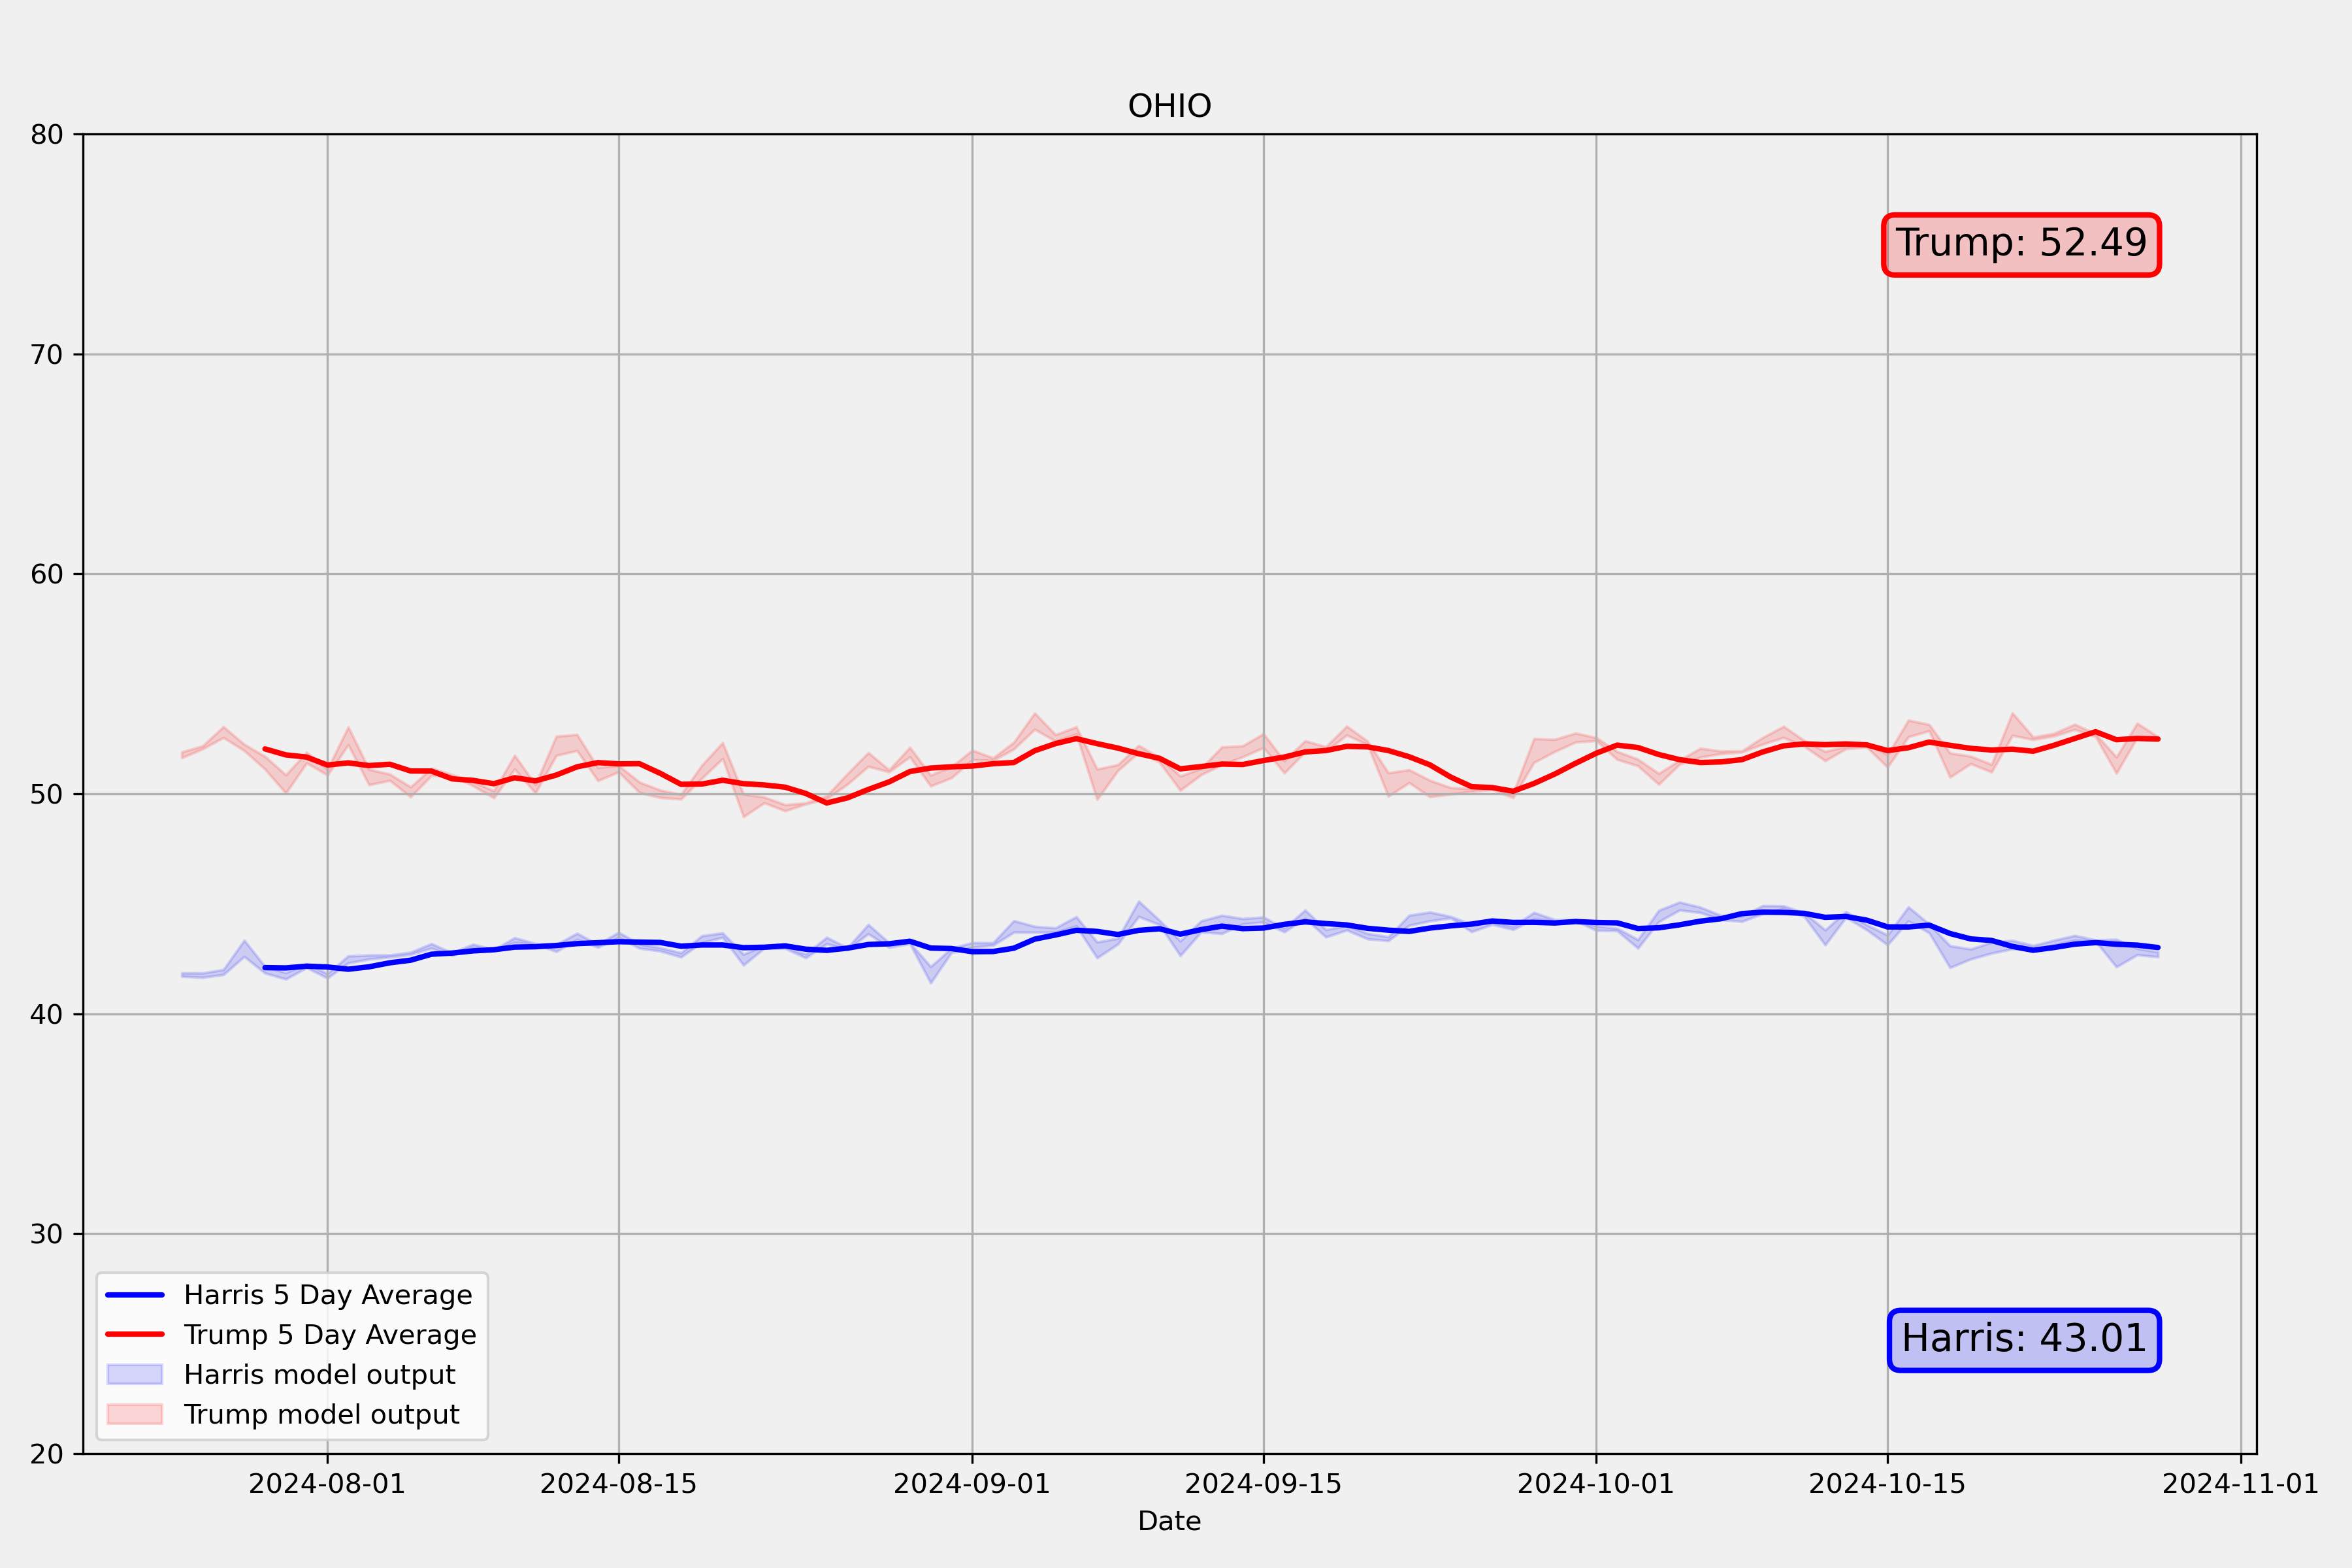 OHIO
80
70
60
50
40
30
20
Trump: 52.49
Harris: 43.01
Harris 5 Day Average
Trump 5 Day Average
Harris model output
Trump model output
2024-08-01
2024-08-15
2024-09-01
2024-09-15
2024-10-01
2024-10-15
2024-11-01
Date